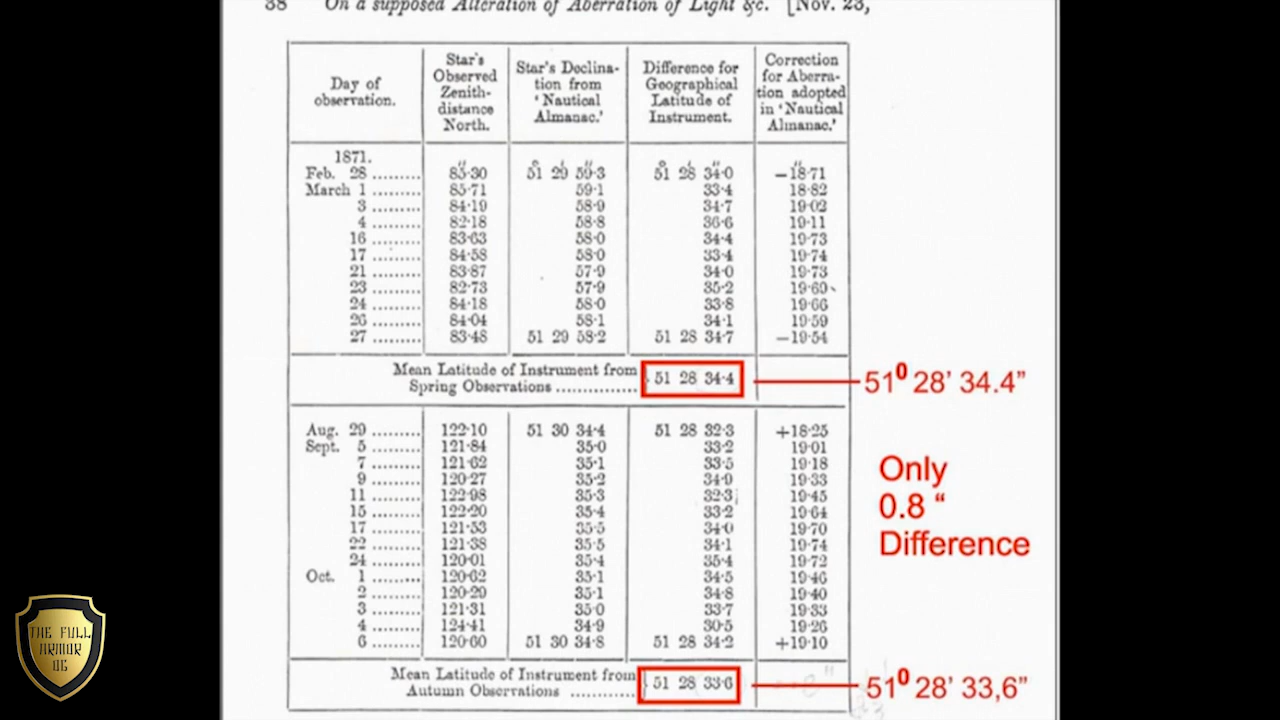 38 On a supposed Alteration of Aberration of Light &c. [Nov. 23,
Day of observation. Star's Observed Zenith-distance North. Star's Declina-tion from 'Nautical Almanac.' Difference for Geographical Latitude of Instrument. Correction for Aberra-tion adopted in 'Nautical Almanac.'
1871.
Feb. 28 ......... 85·30 51 29 59·3 51 28 34·0 —18·71
March 1 ......... 85·71 59·1 33·4 18·82
3 ......... 84·19 58·9 34·7 19·02
4 ......... 82·18 58·8 36·6 19·11
16 ......... 83·63 58·0 34·4 19·73
17 ......... 84·58 58·0 33·4 19·74
21 ......... 83·87 57·9 34·0 19·73
23 ......... 82·73 57·9 35·2 19·69
24 ......... 84·18 58·0 33·8 19·66
26 ......... 84·04 58·1 34·1 19·59
27 ......... 83·48 51 29 58·2 51 28 34·7 —19·54
Mean Latitude of Instrument from
Spring Observations ............... 51 28 34·4
51⁰ 28' 34.4"
Aug. 29 ......... 122·10 51 30 34·4 51 28 32·3 +18·25
Sept. 5 ......... 121·84 35·0 33·2 19·01
7 ......... 121·62 35·1 33·5 19·18
9 ......... 120·27 35·2 34·9 19·33
11 ......... 122·98 35·3 32·3 19·45
15 ......... 122·20 35·4 33·2 19·64
17 ......... 121·53 35·5 34·0 19·70
22 ......... 121·38 35·5 34·1 19·74
24 ......... 120·01 35·4 35·4 19·72
Oct. 1 ......... 120·62 35·1 34·5 19·46
2 ......... 120·29 35·1 34·8 19·40
3 ......... 121·31 35·0 33·7 19·33
4 ......... 124·41 34·9 30·5 19·26
6 ......... 120·60 51 30 34·8 51 28 34·2 +19·10
Only
0.8 "
Difference
Mean Latitude of Instrument from
Autumn Observations ............ 51 28 33·6
51⁰ 28' 33,6"
THE FULL
ARMOR
OG